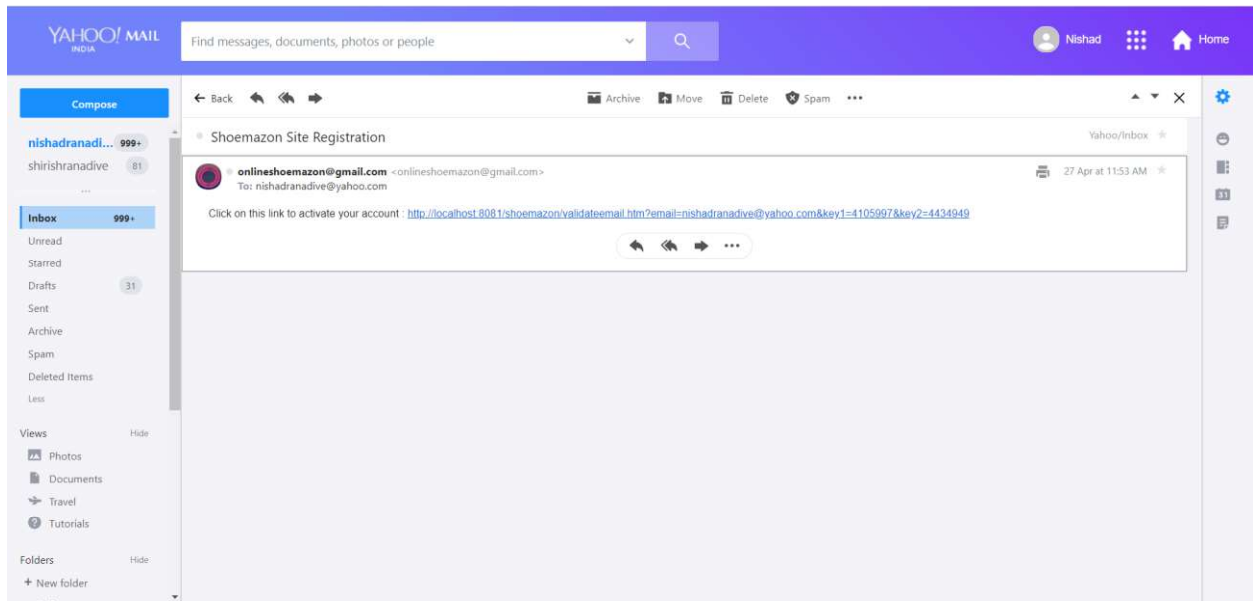 YAHOO! MAIL
INDIA
Find messages, documents, photos or people
Nishad
Home
Compose
Back
Archive
Move
Delete
Spam
nishadranadi... 999+
shirishranadive 81
Shoemazon Site Registration
Yahoo/Inbox
onlineshoemazon@gmail.com <onlineshoemazon@gmail.com>
27 Apr at 11:53 AM
To: nishadranadive@yahoo.com
Click on this link to activate your account : http://localhost:8081/shoemazon/validateemail.htm?email=nishadranadive@yahoo.com&key1=4105997&key2=4434949
Inbox 999+
Unread
Starred
Drafts 31
Sent
Archive
Spam
Deleted Items
Less
Views Hide
Photos
Documents
Travel
Tutorials
Folders Hide
+ New folder
31